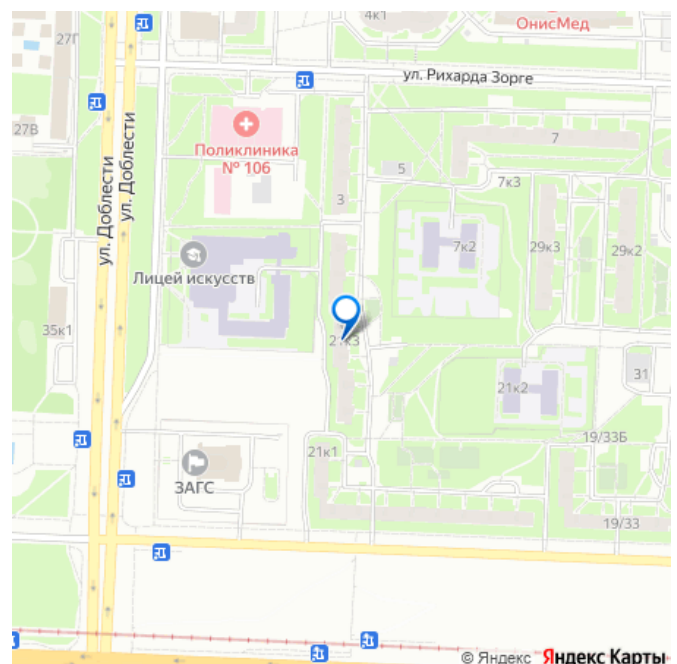 4к1
ОнисМед
27Г
ул. Рихарда Зорге
27В
ул. Доблести
ул. Доблести
Поликлиника
№ 106
7
5
7к3
3
7к2
29к3
29к2
Лицей искусств
35к1
21к3
31
21к2
19/33Б
21к1
ЗАГС
19/33
© Яндекс Яндекс Карты